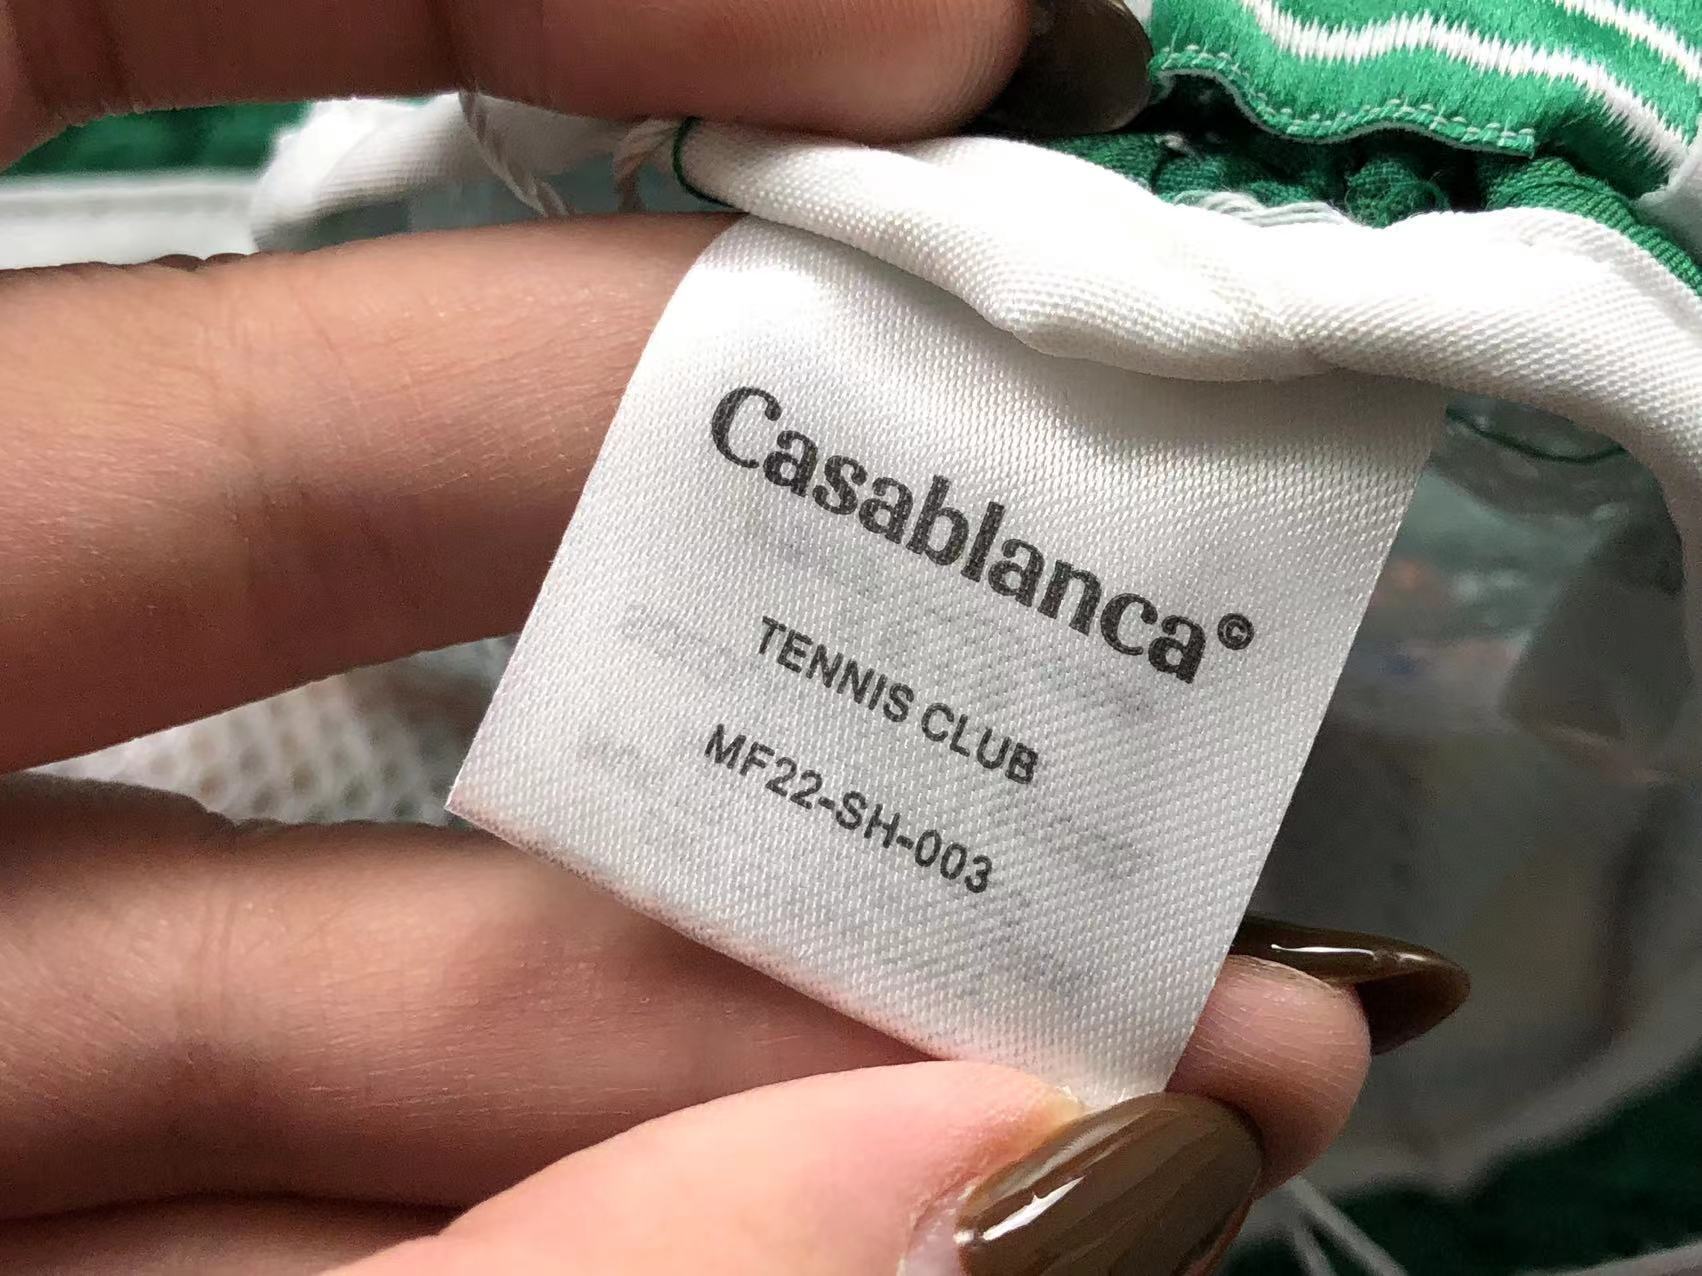 Casablanca©
TENNIS CLUB
MF22-SH-003